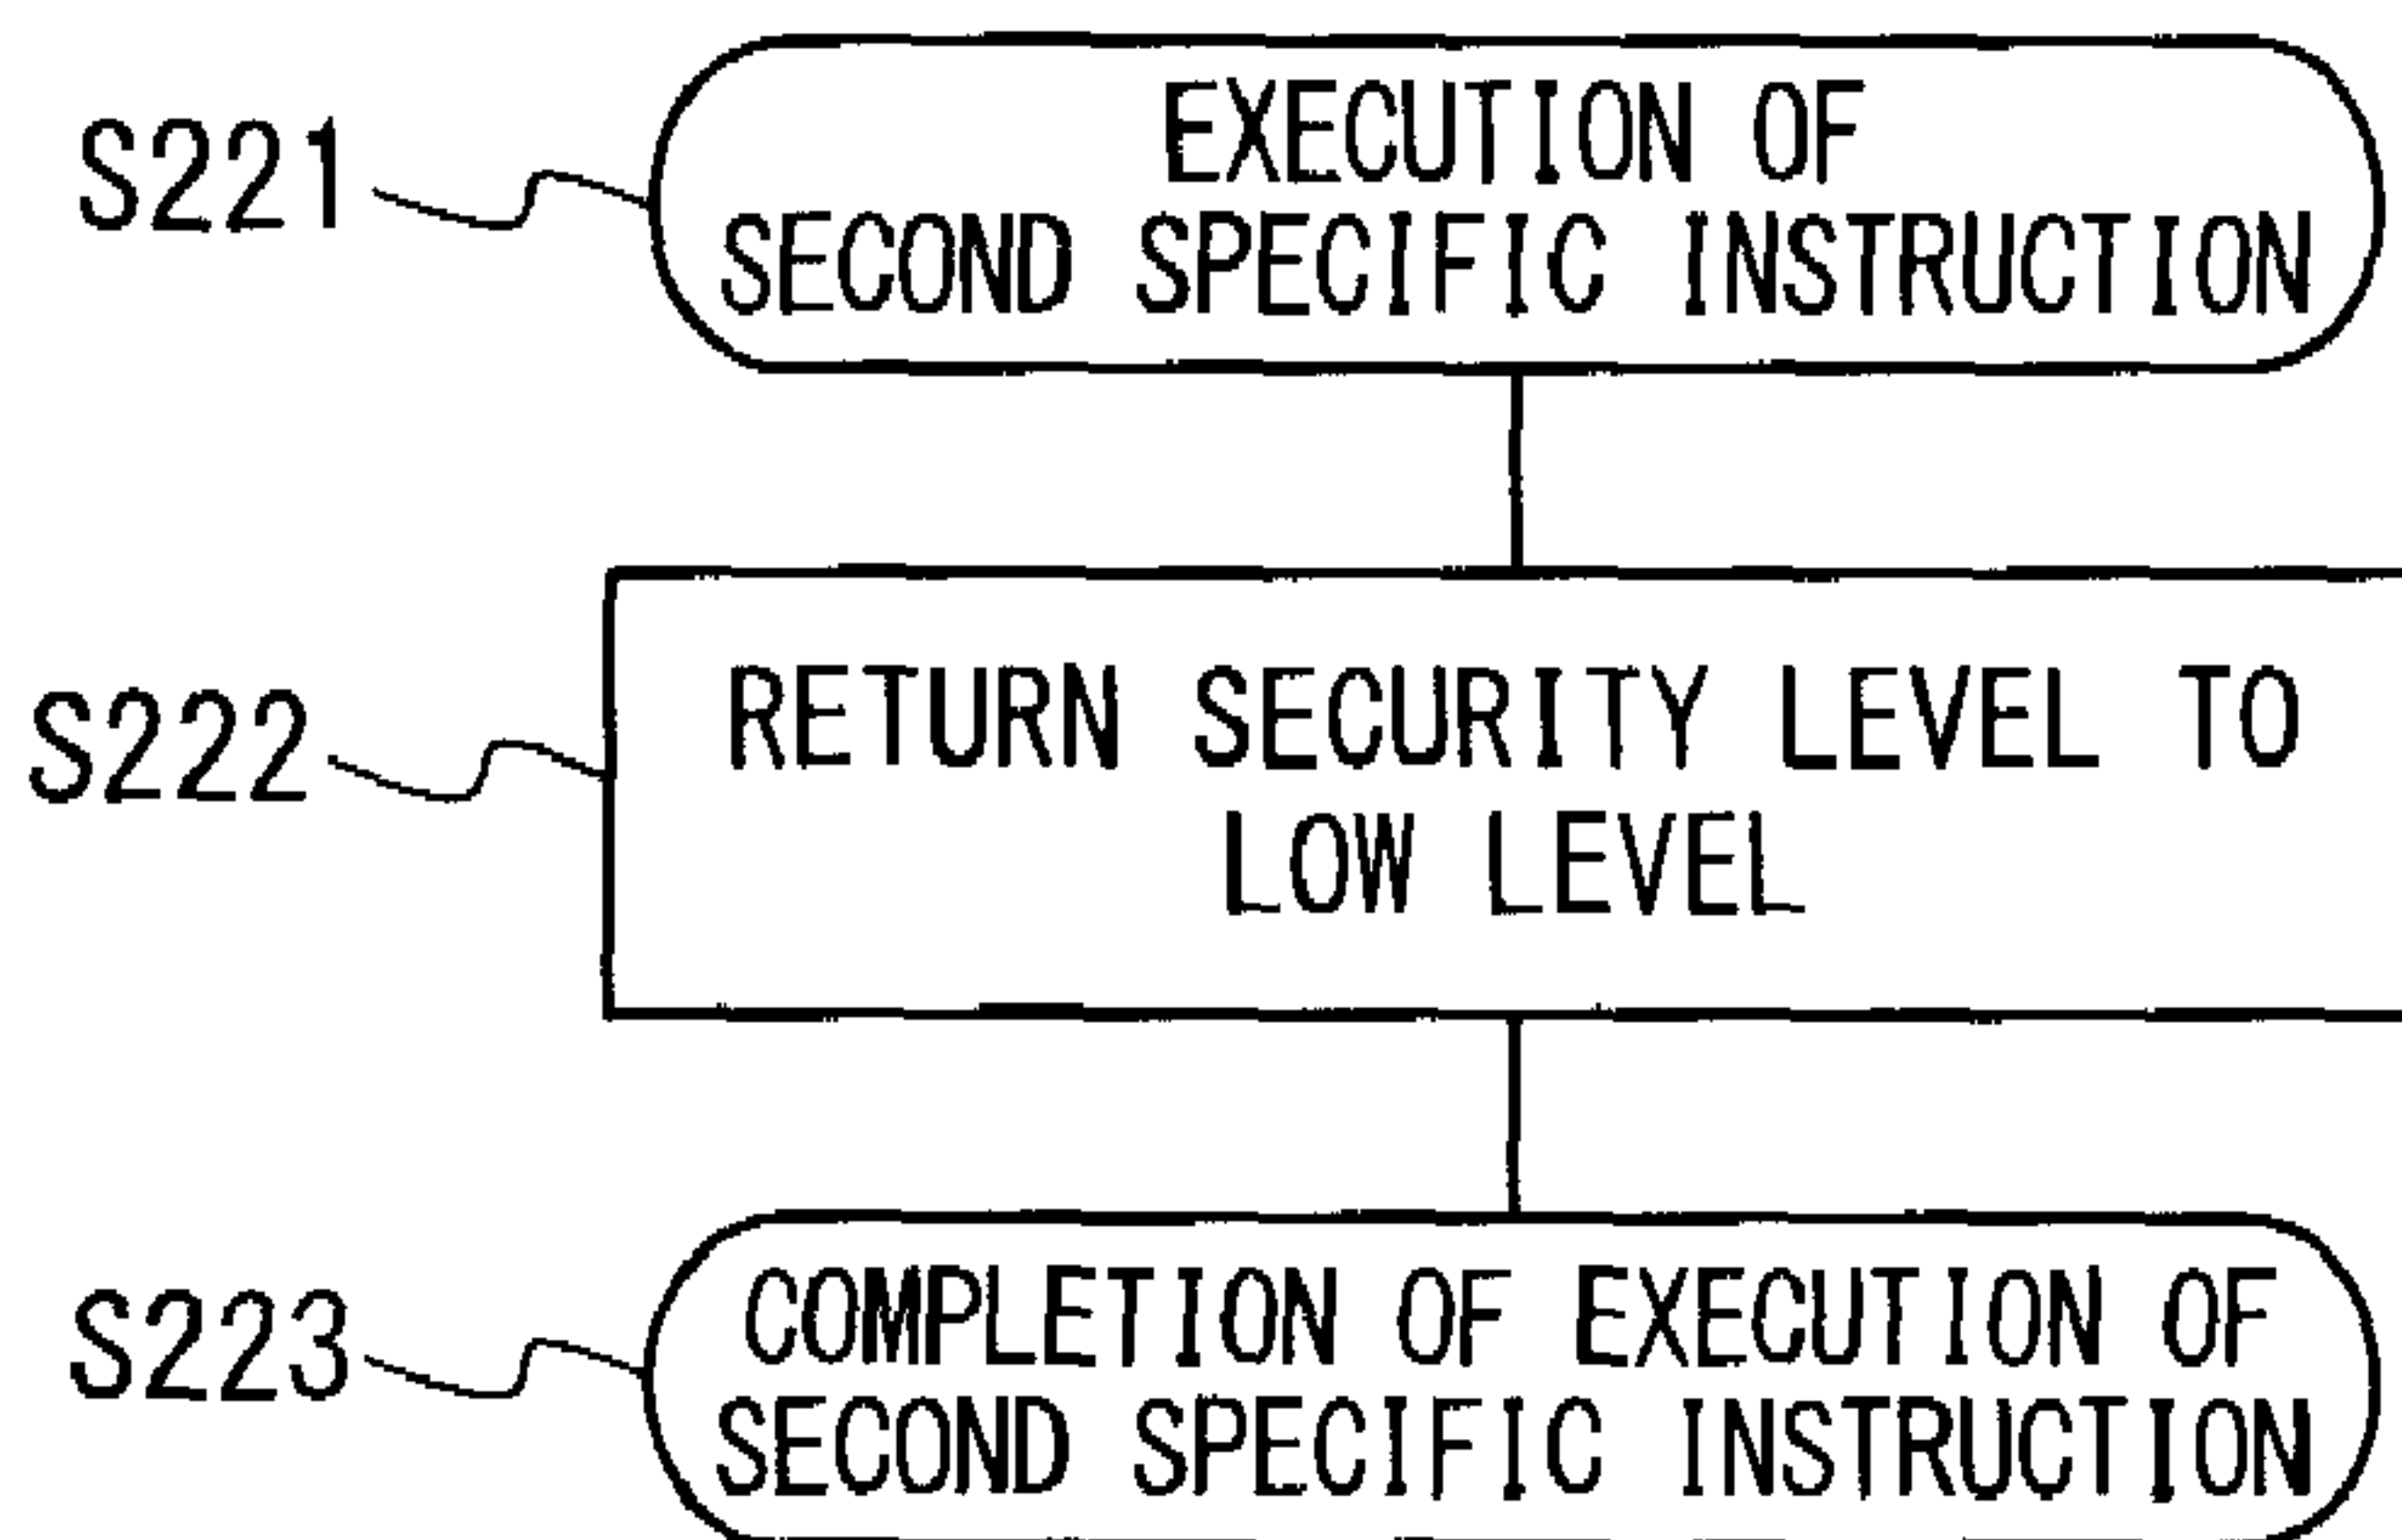 S221
EXECUTION OF
SECOND SPECIFIC INSTRUCTION
S222
RETURN SECURITY LEVEL TO
LOW LEVEL
S223
COMPLETION OF EXECUTION OF
SECOND SPECIFIC INSTRUCTION